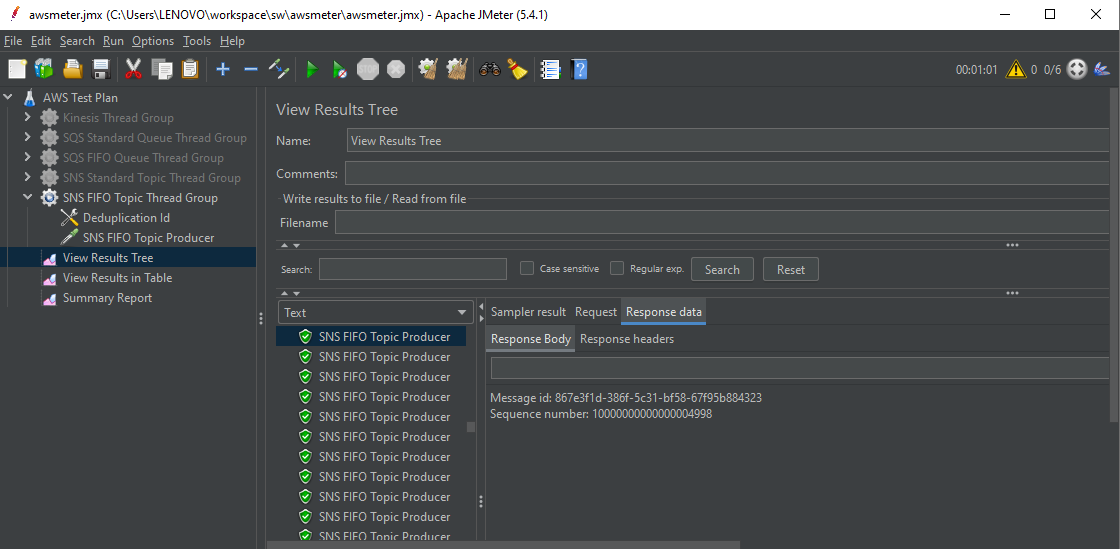 awsmeter.jmx (C:\Users\LENOVO\workspace\sw\awsmeter\awsmeter.jmx) - Apache JMeter (5.4.1)
File Edit Search Run Options Tools Help
00:01:01 0 0/6
AWS Test Plan
Kinesis Thread Group
SQS Standard Queue Thread Group
SQS FIFO Queue Thread Group
SNS Standard Topic Thread Group
SNS FIFO Topic Thread Group
Deduplication Id
SNS FIFO Topic Producer
View Results Tree
View Results in Table
Summary Report
View Results Tree
Name: View Results Tree
Comments:
Write results to file / Read from file
Filename
Search: Case sensitive Regular exp. Search Reset
Text
SNS FIFO Topic Producer
SNS FIFO Topic Producer
SNS FIFO Topic Producer
SNS FIFO Topic Producer
SNS FIFO Topic Producer
SNS FIFO Topic Producer
SNS FIFO Topic Producer
SNS FIFO Topic Producer
SNS FIFO Topic Producer
SNS FIFO Topic Producer
SNS FIFO Topic Producer
Sampler result Request Response data
Response Body Response headers
Message id: 867e3f1d-386f-5c31-bf58-67f95b884323
Sequence number: 10000000000000004998